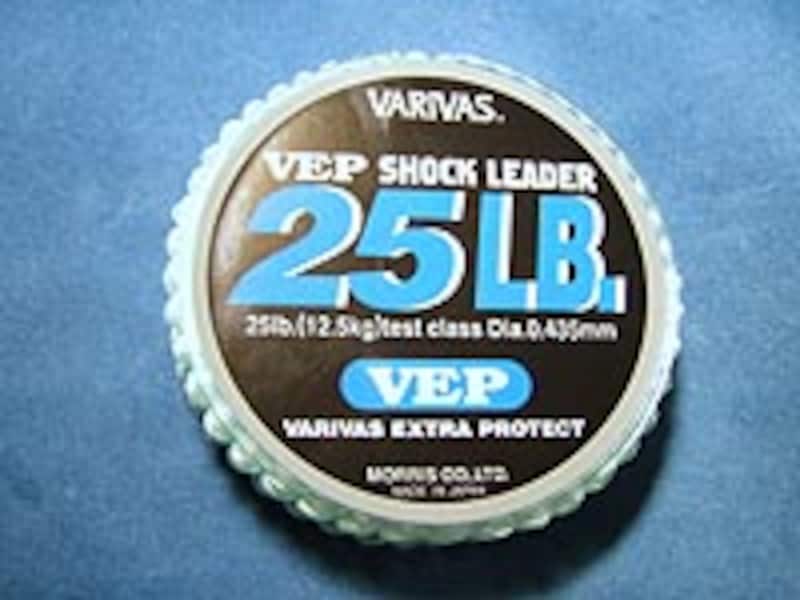 VARIVAS.
VEP SHOCK LEADER
25LB.
25lb.(12.5kg)test class Dia.0.435mm
VEP
VARIVAS EXTRA PROTECT
MORRIS CO.,LTD.
MADE IN JAPAN